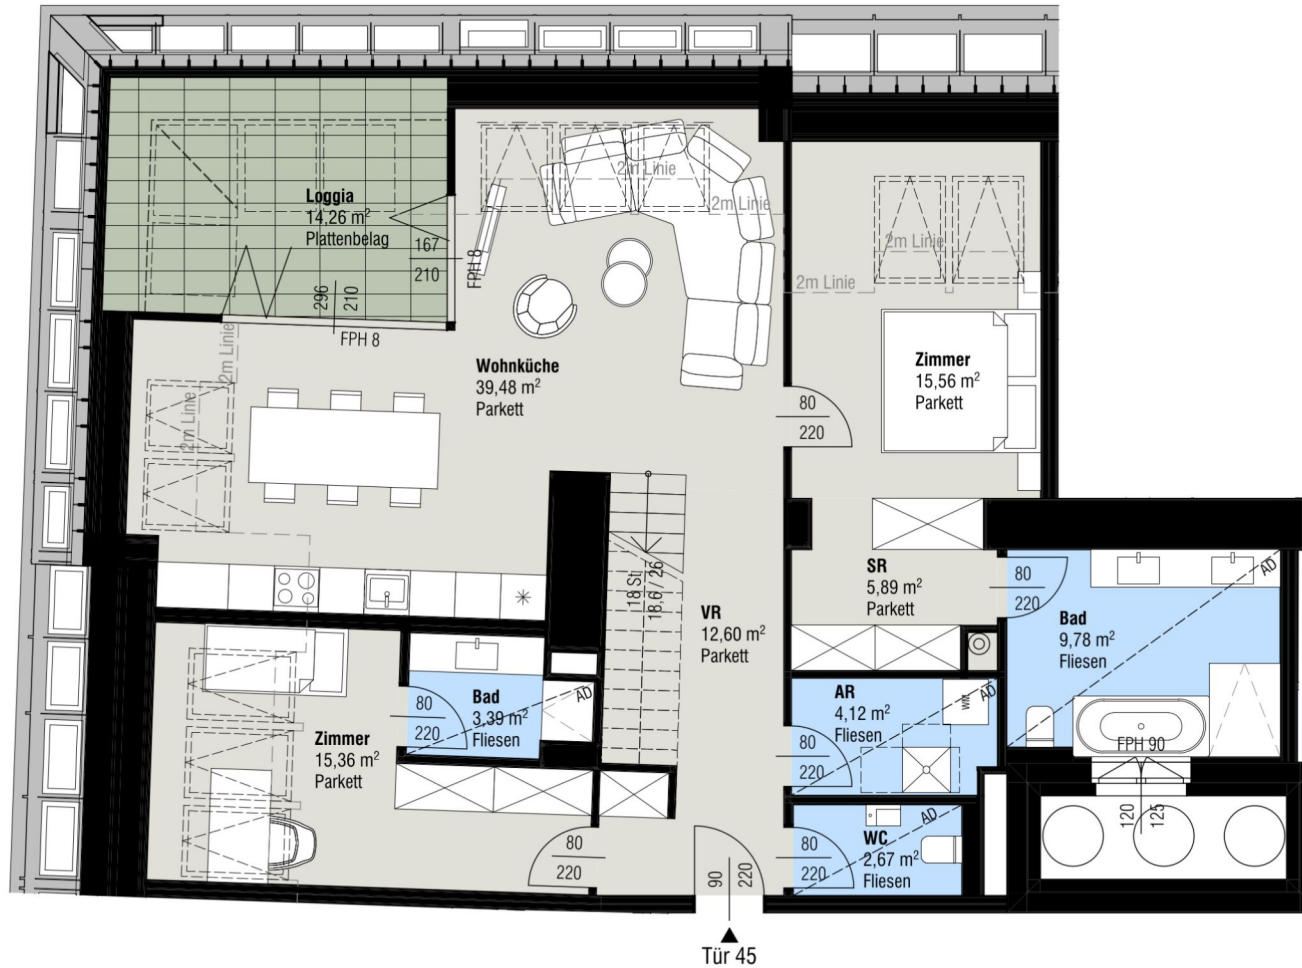 2m Linie
2m Linie
Loggia
14,26 m²
Plattenbelag
167
210
FPH 8
296
210
FPH 8
2m Linie
2m Linie
2m Linie
2m Linie
Wohnküche
39,48 m²
Parkett
Zimmer
15,56 m²
Parkett
80
220
18 St
18,6 / 26
VR
12,60 m²
Parkett
SR
5,89 m²
Parkett
80
220
AD
Bad
9,78 m²
Fliesen
FPH 90
120
125
Bad
3,39 m²
Fliesen
AD
80
220
Zimmer
15,36 m²
Parkett
80
220
AR
4,12 m²
Fliesen
WM
AD
80
220
WC
2,67 m²
Fliesen
AD
80
220
90
220
Tür 45